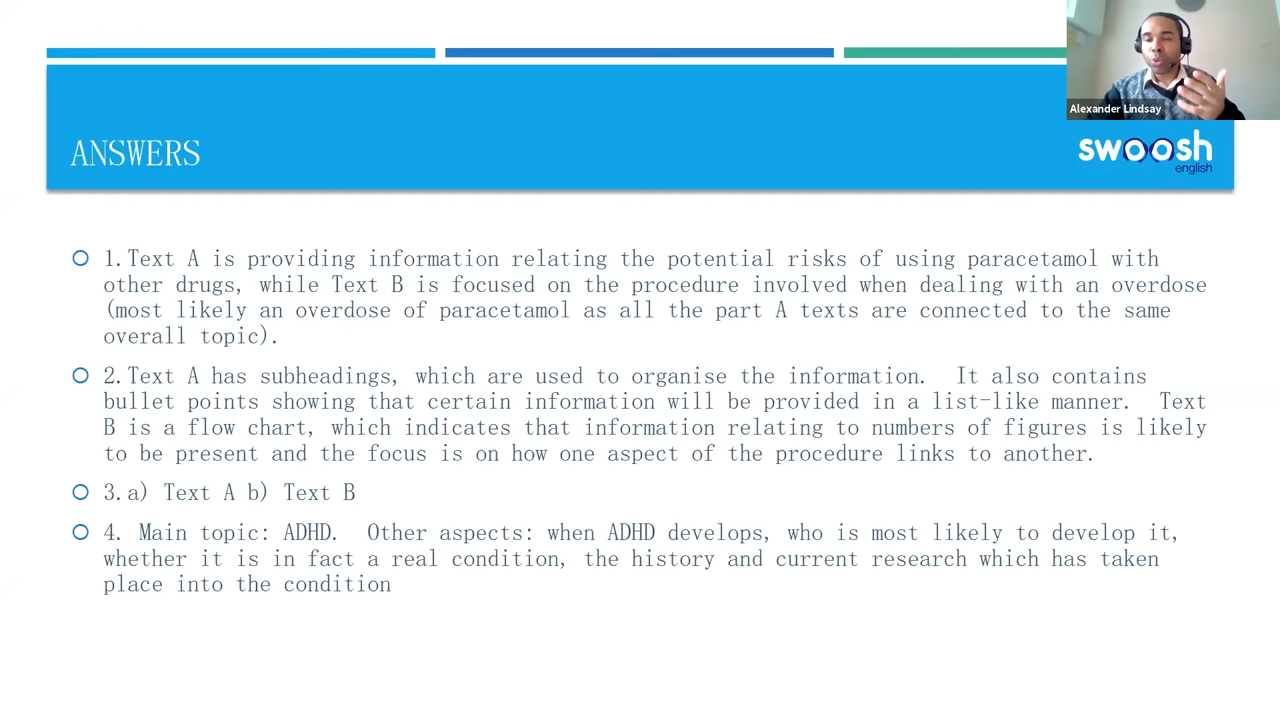 Alexander Lindsay
ANSWERS
swoosh
english
1.Text A is providing information relating the potential risks of using paracetamol with
other drugs, while Text B is focused on the procedure involved when dealing with an overdose
(most likely an overdose of paracetamol as all the part A texts are connected to the same
overall topic).
2.Text A has subheadings, which are used to organise the information.  It also contains
bullet points showing that certain information will be provided in a list-like manner.  Text
B is a flow chart, which indicates that information relating to numbers of figures is likely
to be present and the focus is on how one aspect of the procedure links to another.
3.a) Text A b) Text B
4. Main topic: ADHD.  Other aspects: when ADHD develops, who is most likely to develop it,
whether it is in fact a real condition, the history and current research which has taken
place into the condition